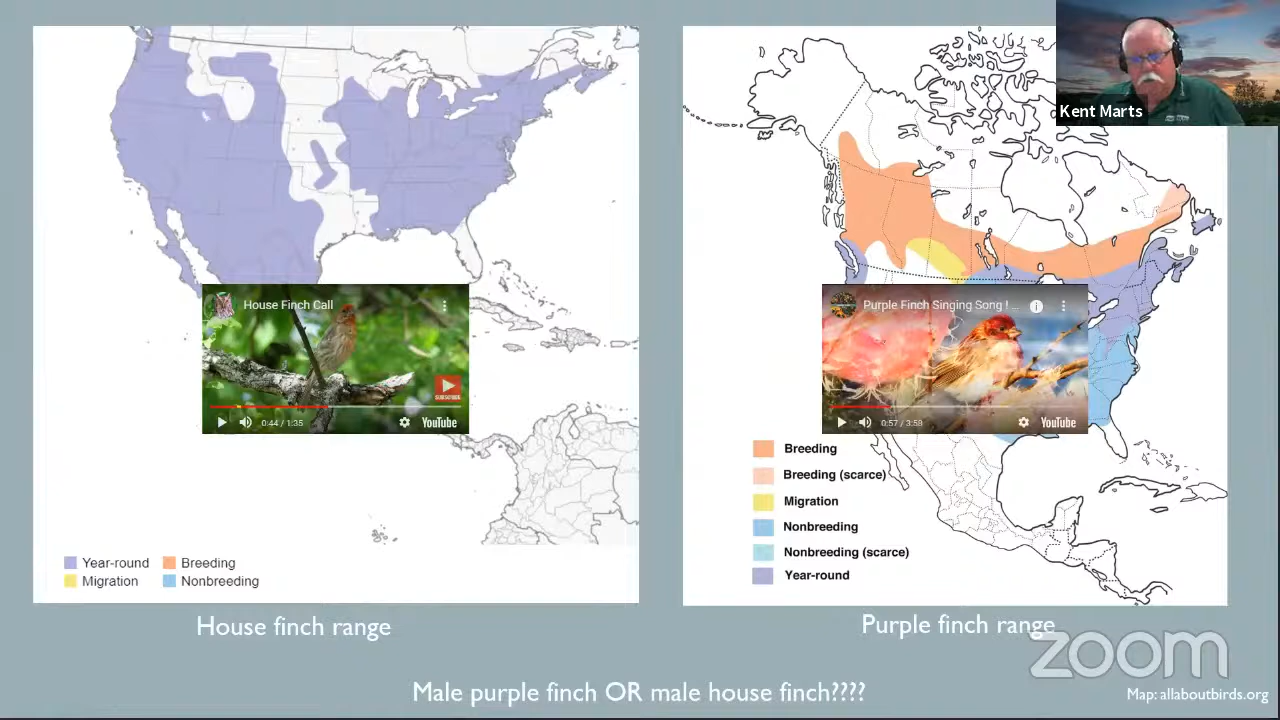 Kent Marts
House Finch Call
SUBSCRIBE
0:44 / 1:35
YouTube
Purple Finch Singing Song ! ...
0:57 / 3:58
YouTube
Breeding
Breeding (scarce)
Migration
Nonbreeding
Nonbreeding (scarce)
Year-round
Year-round
Breeding
Migration
Nonbreeding
House finch range
Purple finch range
zoom
Male purple finch OR male house finch????
Map: allaboutbirds.org